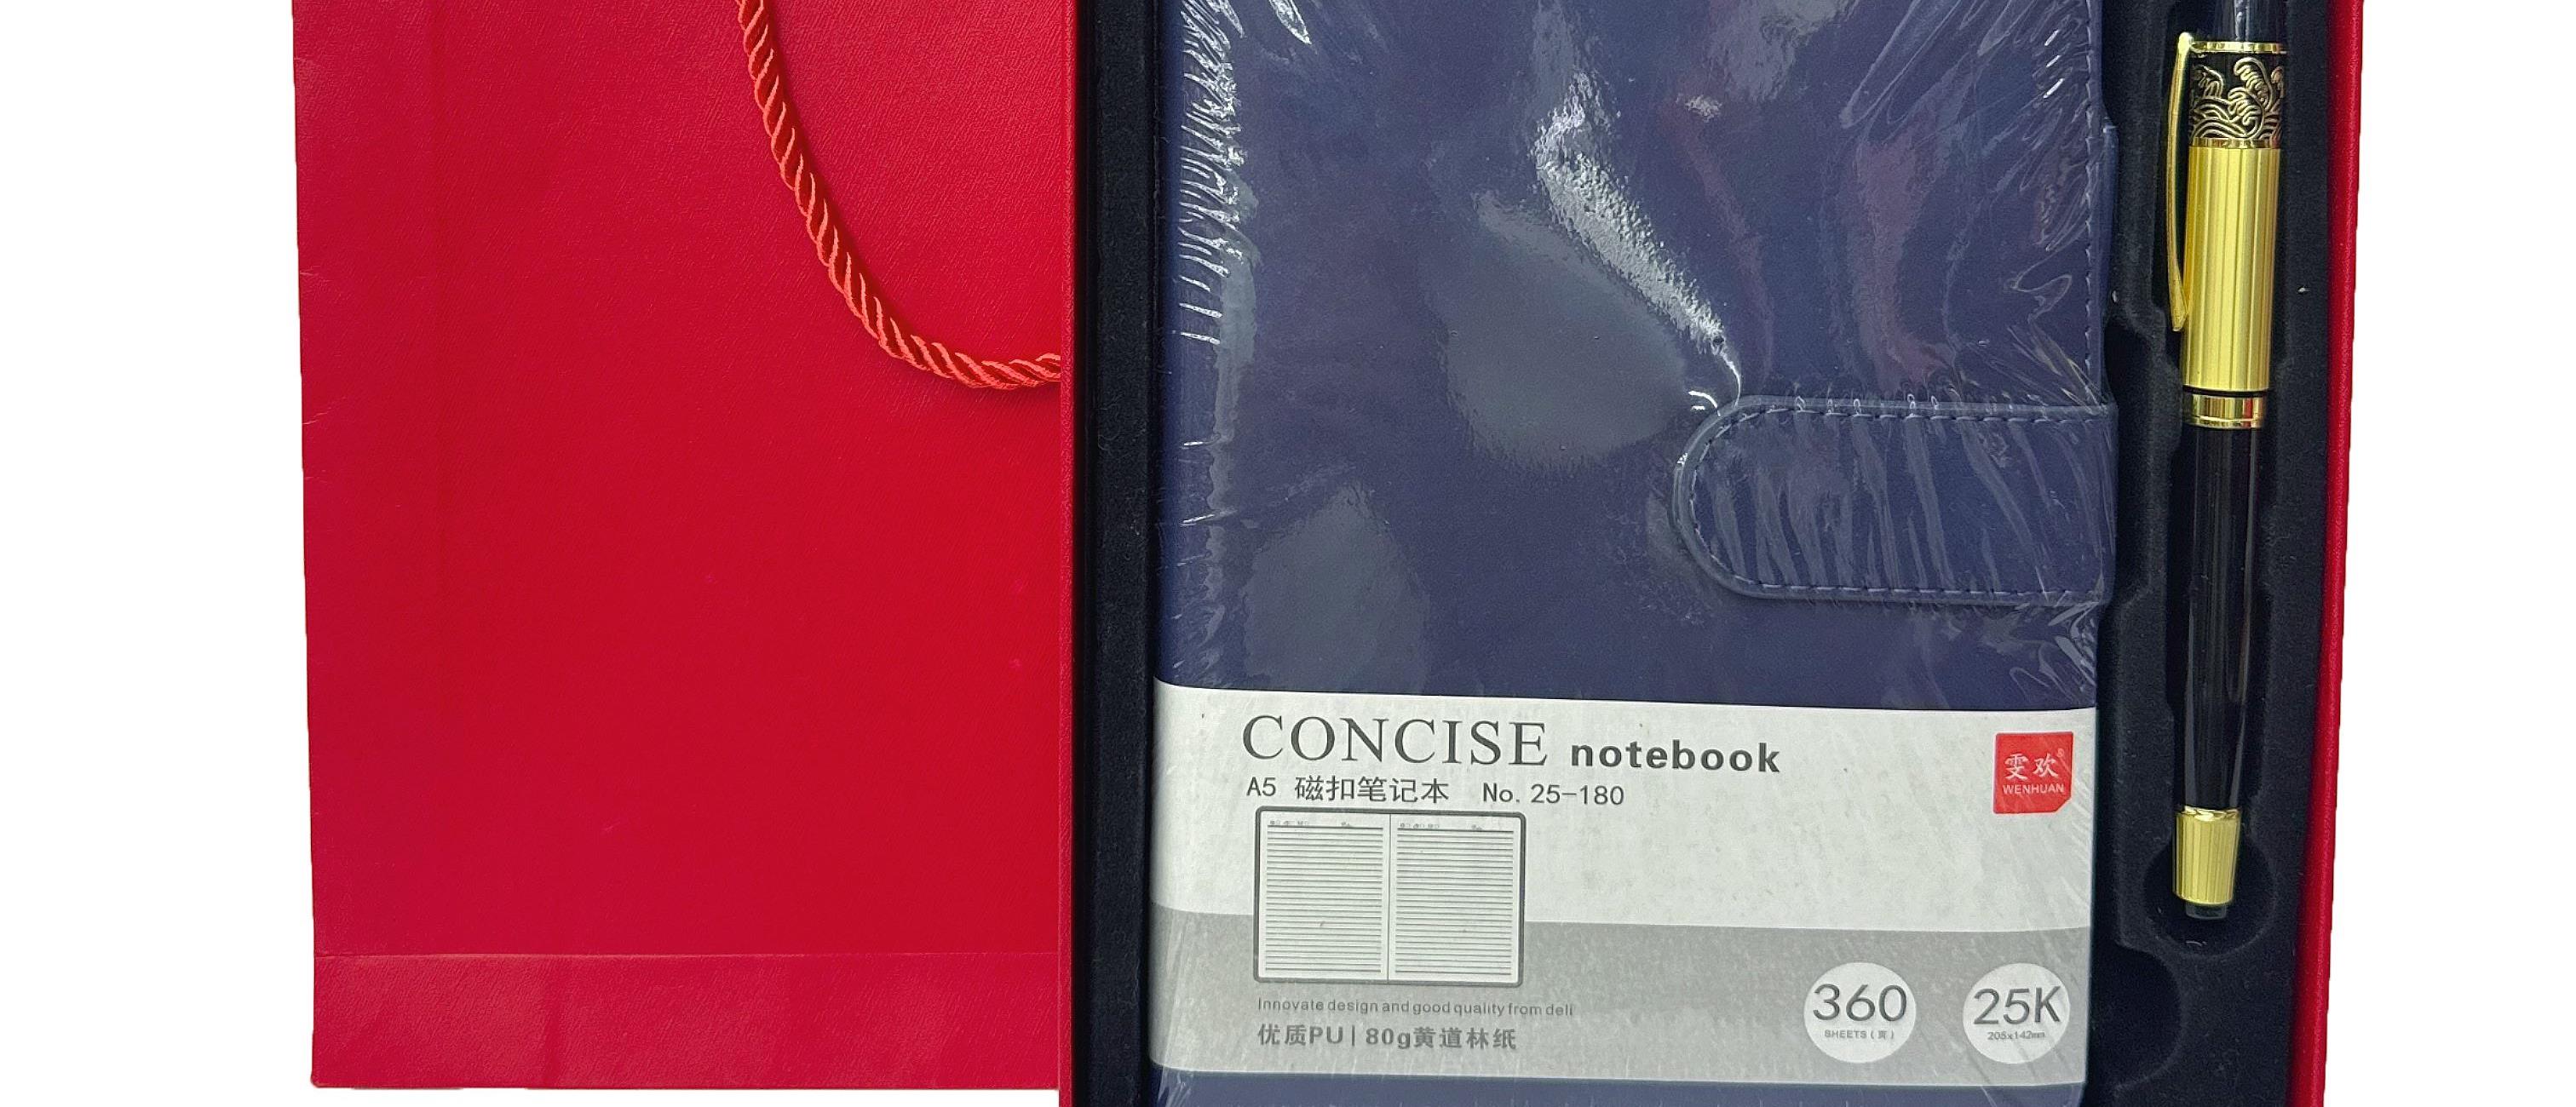 CONCISE notebook
A5 磁扣笔记本 No. 25-180
雯欢®
WENHUAN
Innovate design and good quality from deli
优质PU | 80g黄道林纸
360
SHEETS (页)
25K
205x142mm